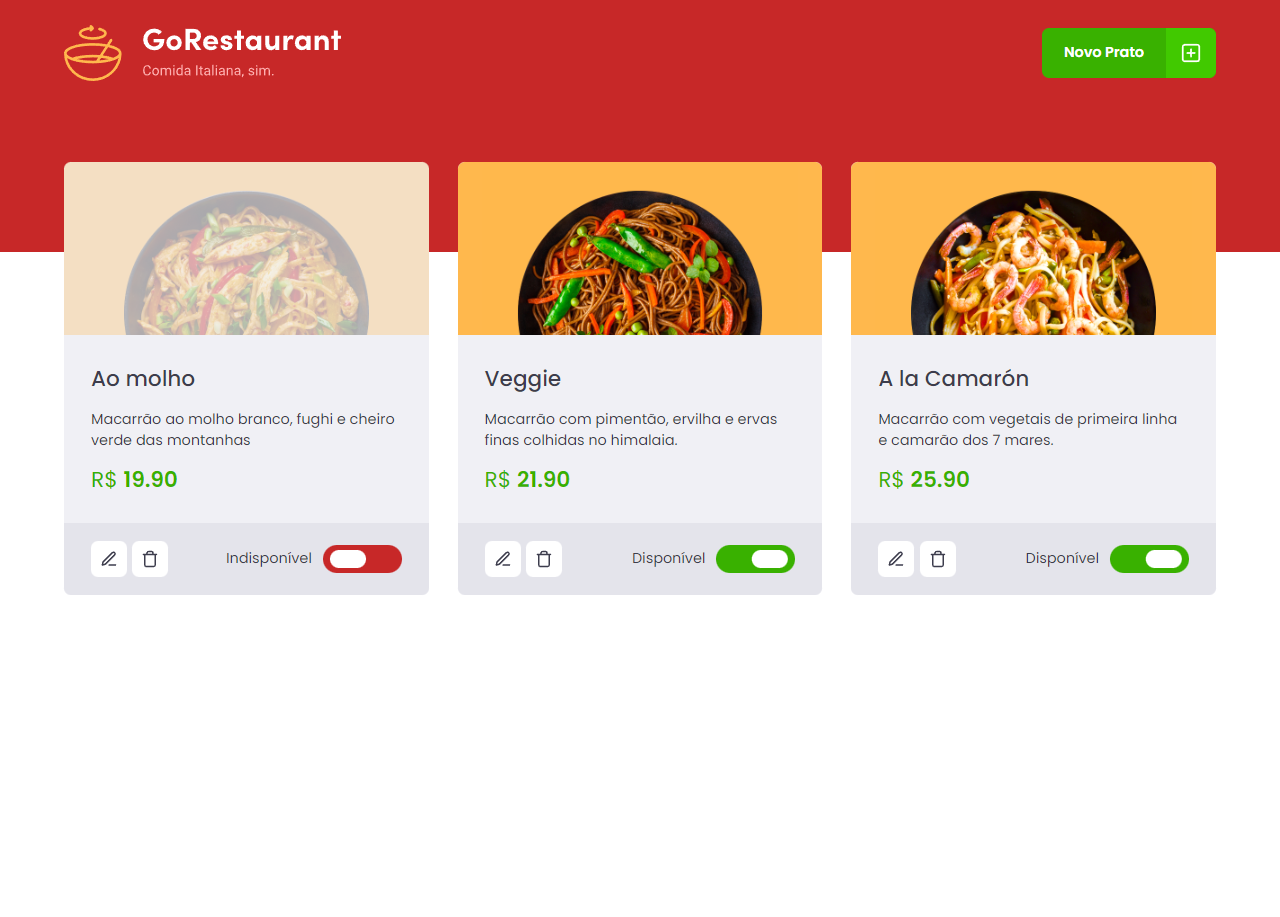 GoRestaurant
Comida Italiana, sim.
Novo Prato
Ao molho
Macarrão ao molho branco, fughi e cheiro
verde das montanhas
R$ 19.90
Indisponível
Veggie
Macarrão com pimentão, ervilha e ervas
finas colhidas no himalaia.
R$ 21.90
Disponível
A la Camarón
Macarrão com vegetais de primeira linha
e camarão dos 7 mares.
R$ 25.90
Disponível